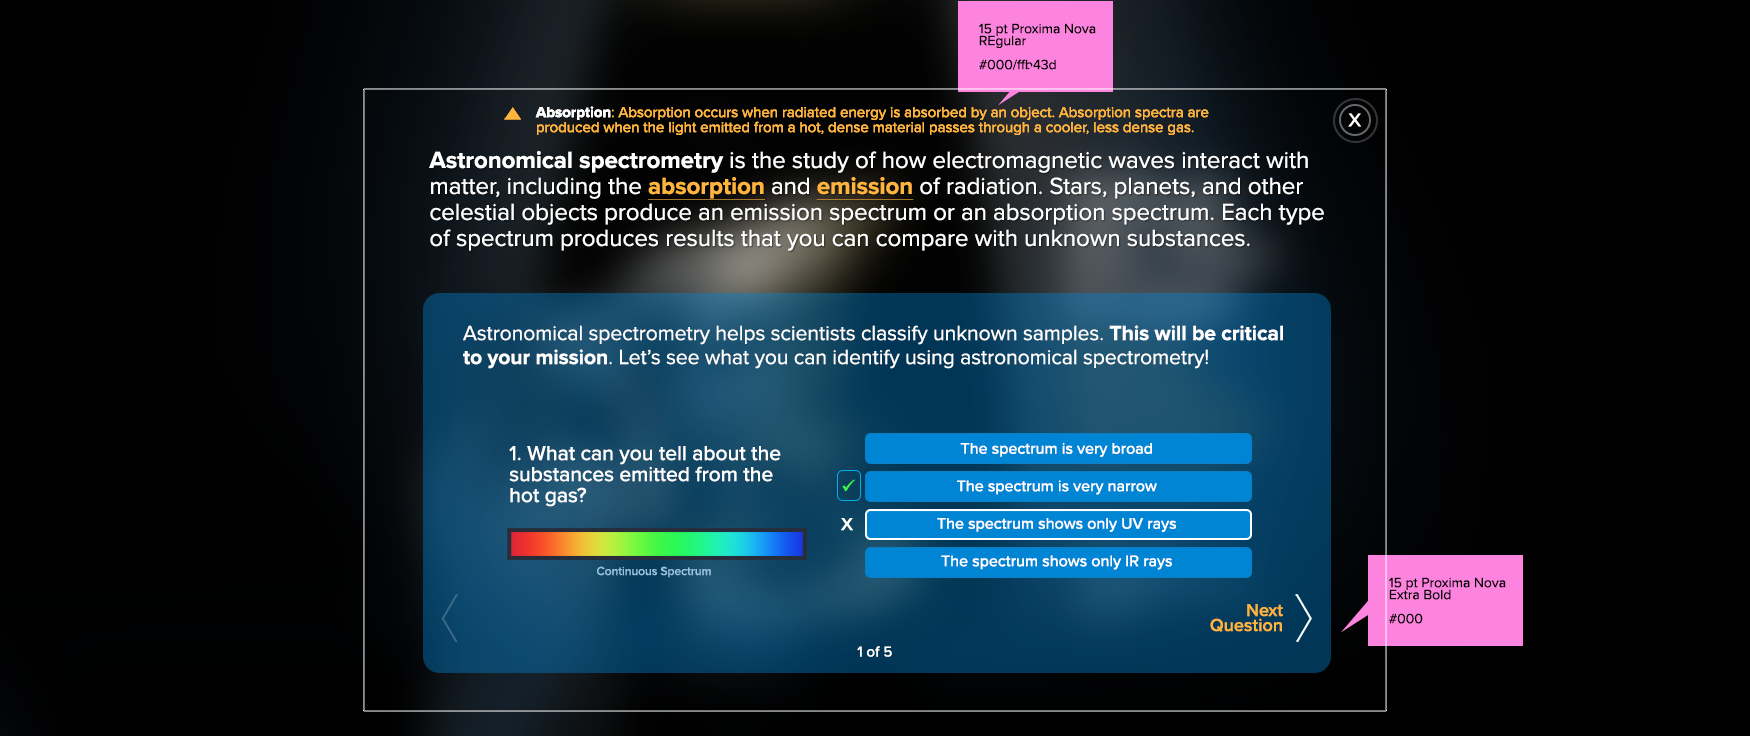 15 pt Proxima Nova
REgular
#000/ffb43d
Absorption: Absorption occurs when radiated energy is absorbed by an object. Absorption spectra are
produced when the light emitted from a hot, dense material passes through a cooler, less dense gas.
X
Astronomical spectrometry is the study of how electromagnetic waves interact with
matter, including the absorption and emission of radiation. Stars, planets, and other
celestial objects produce an emission spectrum or an absorption spectrum. Each type
of spectrum produces results that you can compare with unknown substances.
Astronomical spectrometry helps scientists classify unknown samples. This will be critical
to your mission. Let’s see what you can identify using astronomical spectrometry!
1. What can you tell about the
substances emitted from the
hot gas?
Continuous Spectrum
The spectrum is very broad
✓ The spectrum is very narrow
X The spectrum shows only UV rays
The spectrum shows only IR rays
Next
Question
1 of 5
15 pt Proxima Nova
Extra Bold
#000